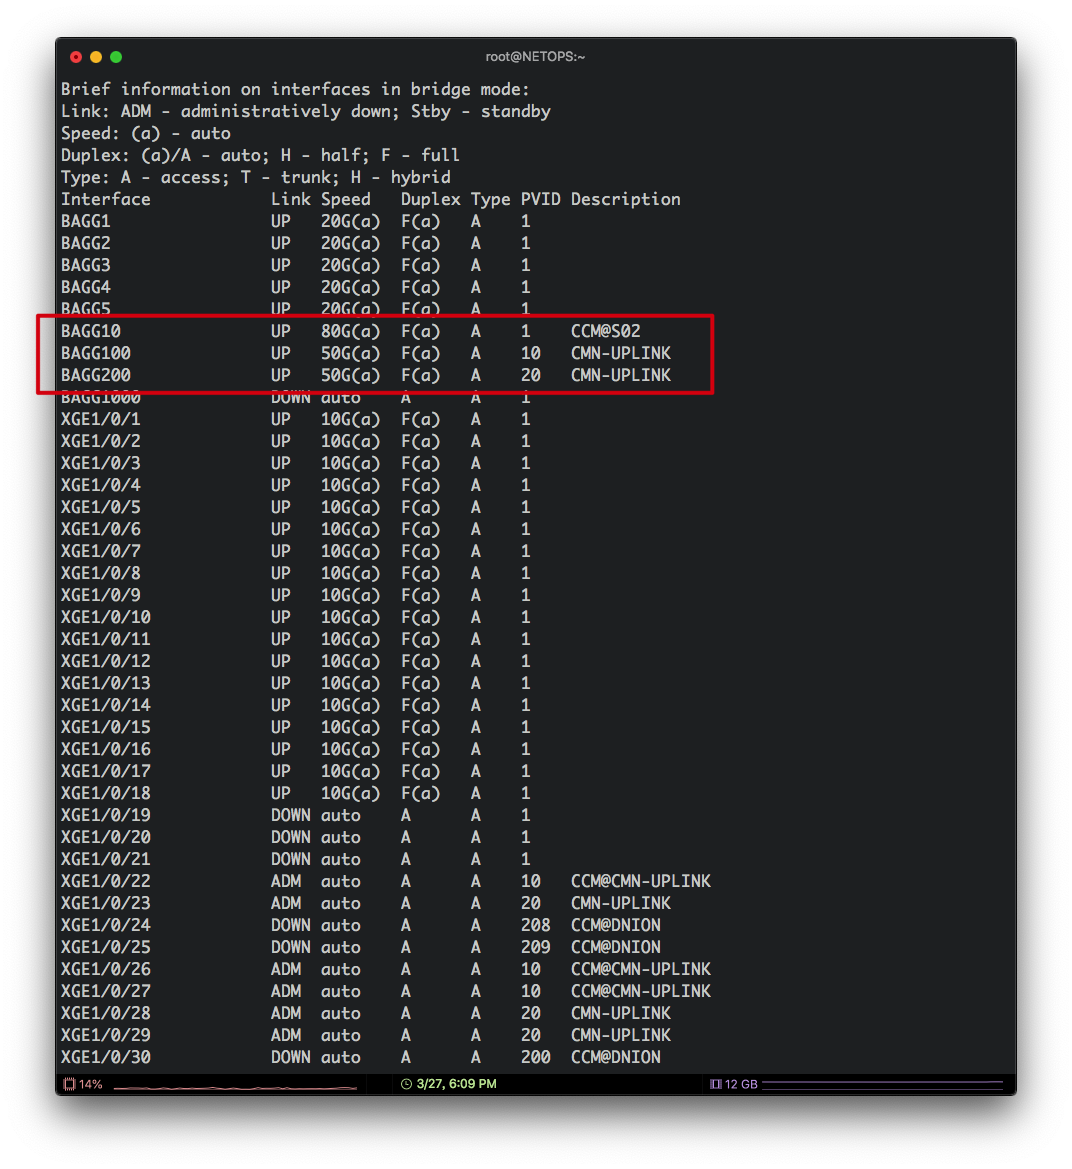 root@NETOPS:~
Brief information on interfaces in bridge mode:
Link: ADM - administratively down; Stby - standby
Speed: (a) - auto
Duplex: (a)/A - auto; H - half; F - full
Type: A - access; T - trunk; H - hybrid
Interface            Link Speed   Duplex Type PVID Description
BAGG1                UP   20G(a)  F(a)   A    1
BAGG2                UP   20G(a)  F(a)   A    1
BAGG3                UP   20G(a)  F(a)   A    1
BAGG4                UP   20G(a)  F(a)   A    1
BAGG5                UP   20G(a)  F(a)   A    1
BAGG10               UP   80G(a)  F(a)   A    1    CCM@S02
BAGG100              UP   50G(a)  F(a)   A    10   CMN-UPLINK
BAGG200              UP   50G(a)  F(a)   A    20   CMN-UPLINK
BAGG1000             DOWN auto    A      A    1
XGE1/0/1             UP   10G(a)  F(a)   A    1
XGE1/0/2             UP   10G(a)  F(a)   A    1
XGE1/0/3             UP   10G(a)  F(a)   A    1
XGE1/0/4             UP   10G(a)  F(a)   A    1
XGE1/0/5             UP   10G(a)  F(a)   A    1
XGE1/0/6             UP   10G(a)  F(a)   A    1
XGE1/0/7             UP   10G(a)  F(a)   A    1
XGE1/0/8             UP   10G(a)  F(a)   A    1
XGE1/0/9             UP   10G(a)  F(a)   A    1
XGE1/0/10            UP   10G(a)  F(a)   A    1
XGE1/0/11            UP   10G(a)  F(a)   A    1
XGE1/0/12            UP   10G(a)  F(a)   A    1
XGE1/0/13            UP   10G(a)  F(a)   A    1
XGE1/0/14            UP   10G(a)  F(a)   A    1
XGE1/0/15            UP   10G(a)  F(a)   A    1
XGE1/0/16            UP   10G(a)  F(a)   A    1
XGE1/0/17            UP   10G(a)  F(a)   A    1
XGE1/0/18            UP   10G(a)  F(a)   A    1
XGE1/0/19            DOWN auto    A      A    1
XGE1/0/20            DOWN auto    A      A    1
XGE1/0/21            DOWN auto    A      A    1
XGE1/0/22            ADM  auto    A      A    10   CCM@CMN-UPLINK
XGE1/0/23            ADM  auto    A      A    20   CMN-UPLINK
XGE1/0/24            DOWN auto    A      A    208  CCM@DNION
XGE1/0/25            DOWN auto    A      A    209  CCM@DNION
XGE1/0/26            ADM  auto    A      A    10   CCM@CMN-UPLINK
XGE1/0/27            ADM  auto    A      A    10   CCM@CMN-UPLINK
XGE1/0/28            ADM  auto    A      A    20   CMN-UPLINK
XGE1/0/29            ADM  auto    A      A    20   CMN-UPLINK
XGE1/0/30            DOWN auto    A      A    200  CCM@DNION
14% 3/27, 6:09 PM 12 GB